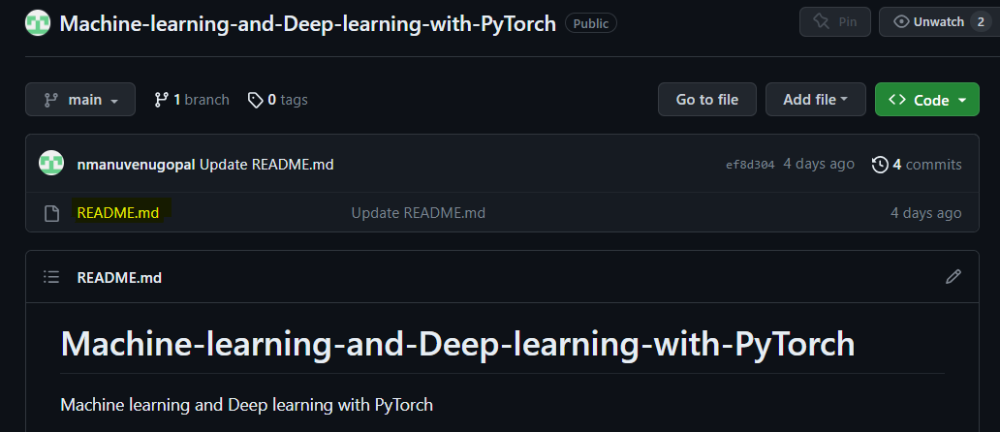 Machine-learning-and-Deep-learning-with-PyTorch Public Pin Unwatch 2
main 1 branch 0 tags Go to file Add file Code
nmanuvenugopal Update README.md ef8d304 4 days ago 4 commits
README.md Update README.md 4 days ago
README.md
Machine-learning-and-Deep-learning-with-PyTorch
Machine learning and Deep learning with PyTorch